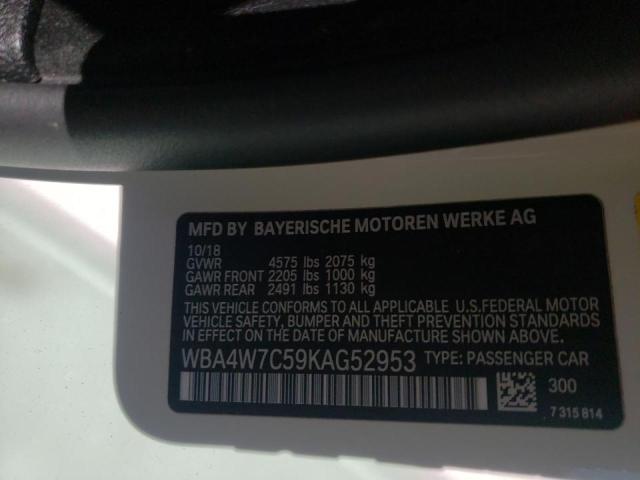 MFD BY BAYERISCHE MOTOREN WERKE AG
10/18
GVWR 4575 lbs 2075 kg
GAWR FRONT 2205 lbs 1000 kg
GAWR REAR 2491 lbs 1130 kg
THIS VEHICLE CONFORMS TO ALL APPLICABLE U.S.FEDERAL MOTOR
VEHICLE SAFETY, BUMPER AND THEFT PREVENTION STANDARDS
IN EFFECT ON THE DATE OF MANUFACTURE SHOWN ABOVE.
WBA4W7C59KAG52953 TYPE: PASSENGER CAR
300
7 315 814